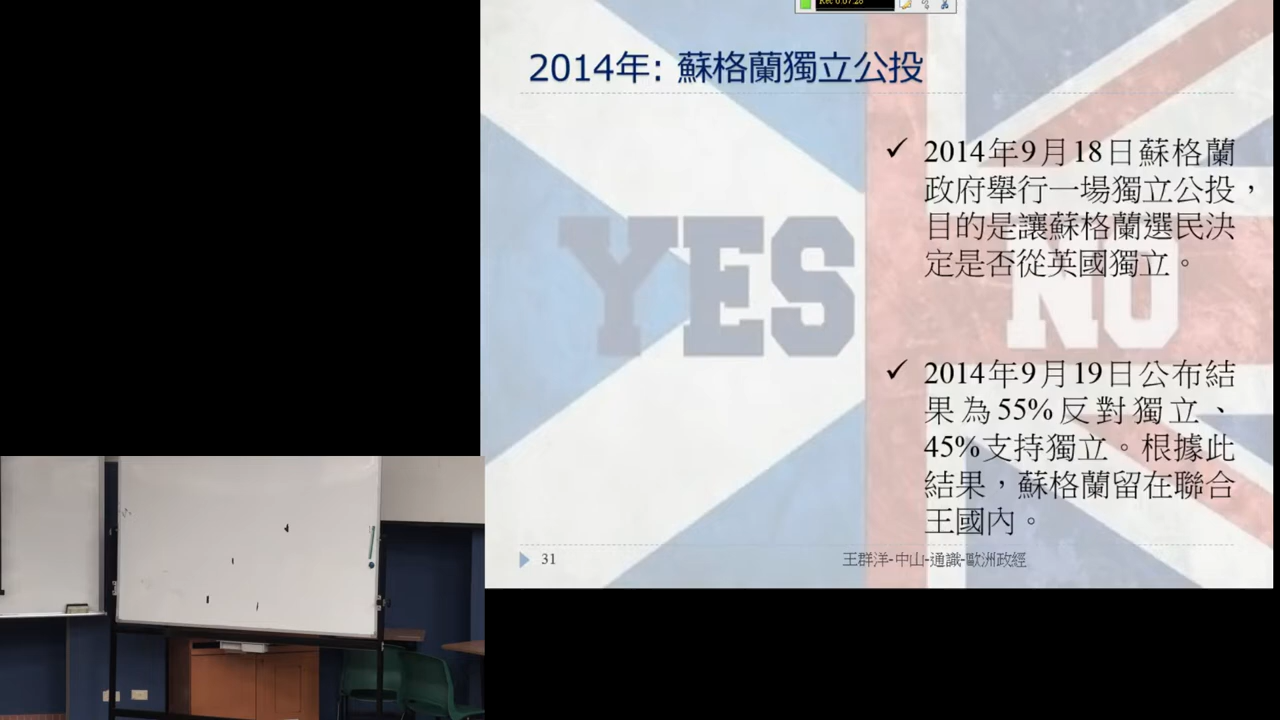 Rec 0:07:28
2014年: 蘇格蘭獨立公投
YES
NO
✓ 2014年9月18日蘇格蘭
政府舉行一場獨立公投，
目的是讓蘇格蘭選民決
定是否從英國獨立。
✓ 2014年9月19日公布結
果為55%反對獨立、
45%支持獨立。根據此
結果，蘇格蘭留在聯合
王國內。
31
王群洋-中山-通識-歐洲政經